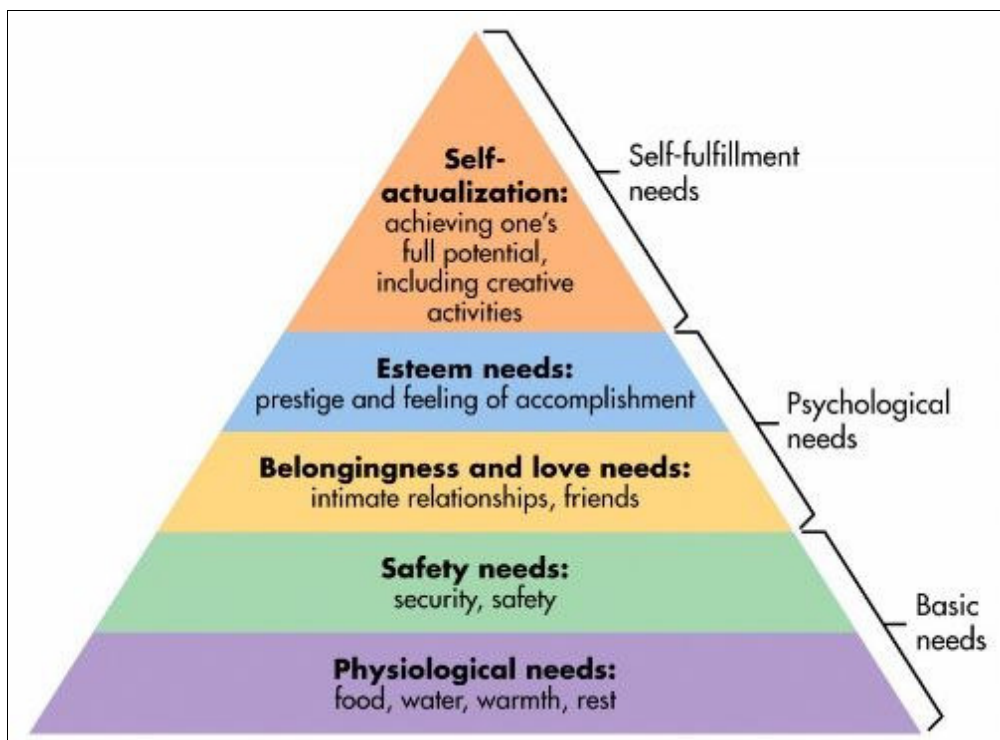 Self-
actualization:
achieving one's
full potential,
including creative
activities
Self-fulfillment
needs
Esteem needs:
prestige and feeling of accomplishment
Psychological
needs
Belongingness and love needs:
intimate relationships, friends
Safety needs:
security, safety
Basic
needs
Physiological needs:
food, water, warmth, rest